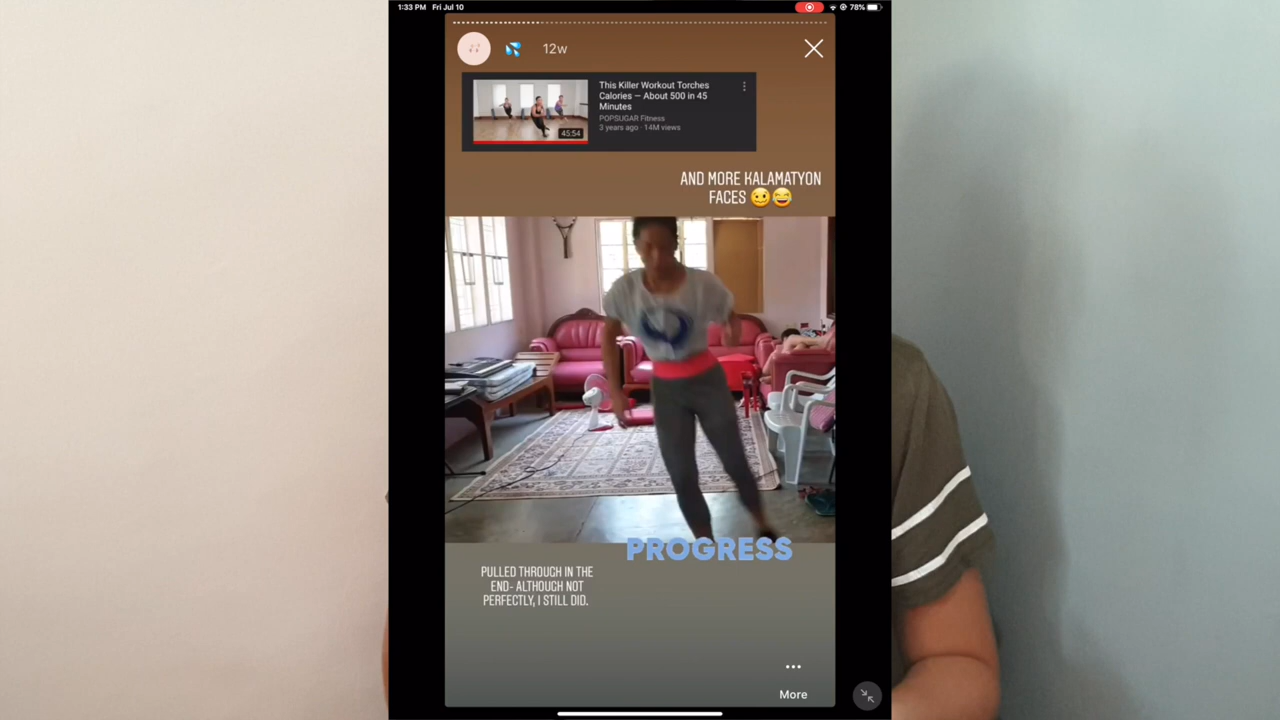 1:33 PM Fri Jul 10
78%
12w
This Killer Workout Torches
Calories — About 500 in 45
Minutes
POPSUGAR Fitness
3 years ago · 14M views
45:54
AND MORE KALAMATYON
FACES 🥴😂
PROGRESS
PULLED THROUGH IN THE
END- ALTHOUGH NOT
PERFECTLY, I STILL DID.
More